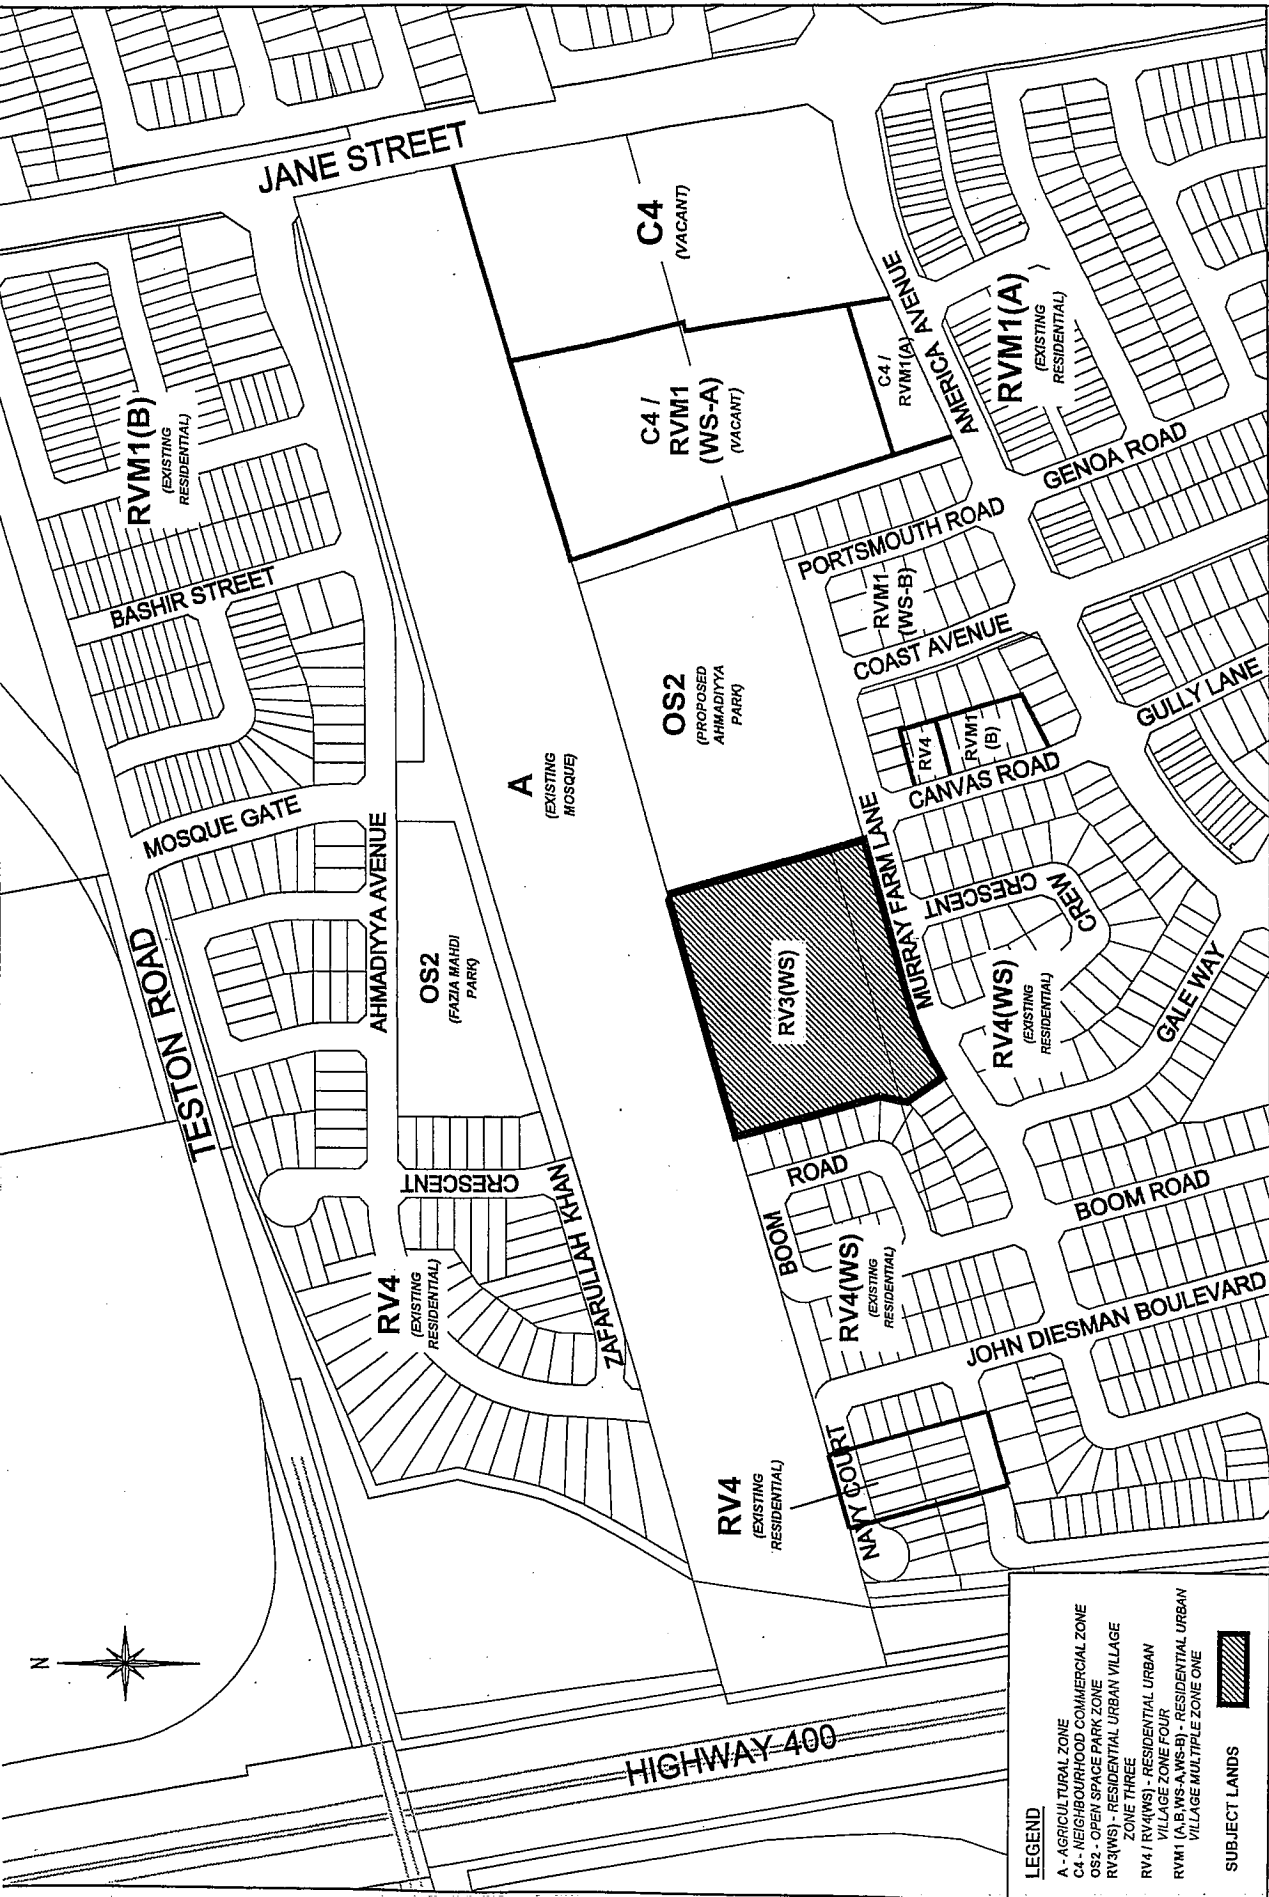 N
JANE STREET
RVM1(B)
(EXISTING
RESIDENTIAL)
BASHIR STREET
MOSQUE GATE
TESTON ROAD
AHMADIYYA AVENUE
OS2
(FAZIA MAHDI
PARK)
CRESCENT
ZAFARULLAH KHAN
RV4
(EXISTING
RESIDENTIAL)
A
(EXISTING
MOSQUE)
C4
(VACANT)
C4 /
RVM1
(WS-A)
(VACANT)
C4 /
RVM1(A)
AMERICA AVENUE
RVM1(A)
(EXISTING
RESIDENTIAL)
GENOA ROAD
PORTSMOUTH ROAD
RVM1
(WS-B)
COAST AVENUE
OS2
(PROPOSED
AHMADIYYA
PARK)
GULLY LANE
RV4
RVM1
(B)
CANVAS ROAD
MURRAY FARM LANE
CRESCENT
CREW
RV3(WS)
RV4(WS)
(EXISTING
RESIDENTIAL)
GALE WAY
ROAD
BOOM
BOOM ROAD
RV4(WS)
(EXISTING
RESIDENTIAL)
JOHN DIESMAN BOULEVARD
NAVY COURT
RV4
(EXISTING
RESIDENTIAL)
HIGHWAY 400
LEGEND
A - AGRICULTURAL ZONE
C4 - NEIGHBOURHOOD COMMERCIAL ZONE
OS2 - OPEN SPACE PARK ZONE
RV3(WS) - RESIDENTIAL URBAN VILLAGE
ZONE THREE
RV4 / RV4(WS) - RESIDENTIAL URBAN
VILLAGE ZONE FOUR
RVM1 (A,B,WS-A,WS-B) - RESIDENTIAL URBAN
VILLAGE MULTIPLE ZONE ONE
SUBJECT LANDS